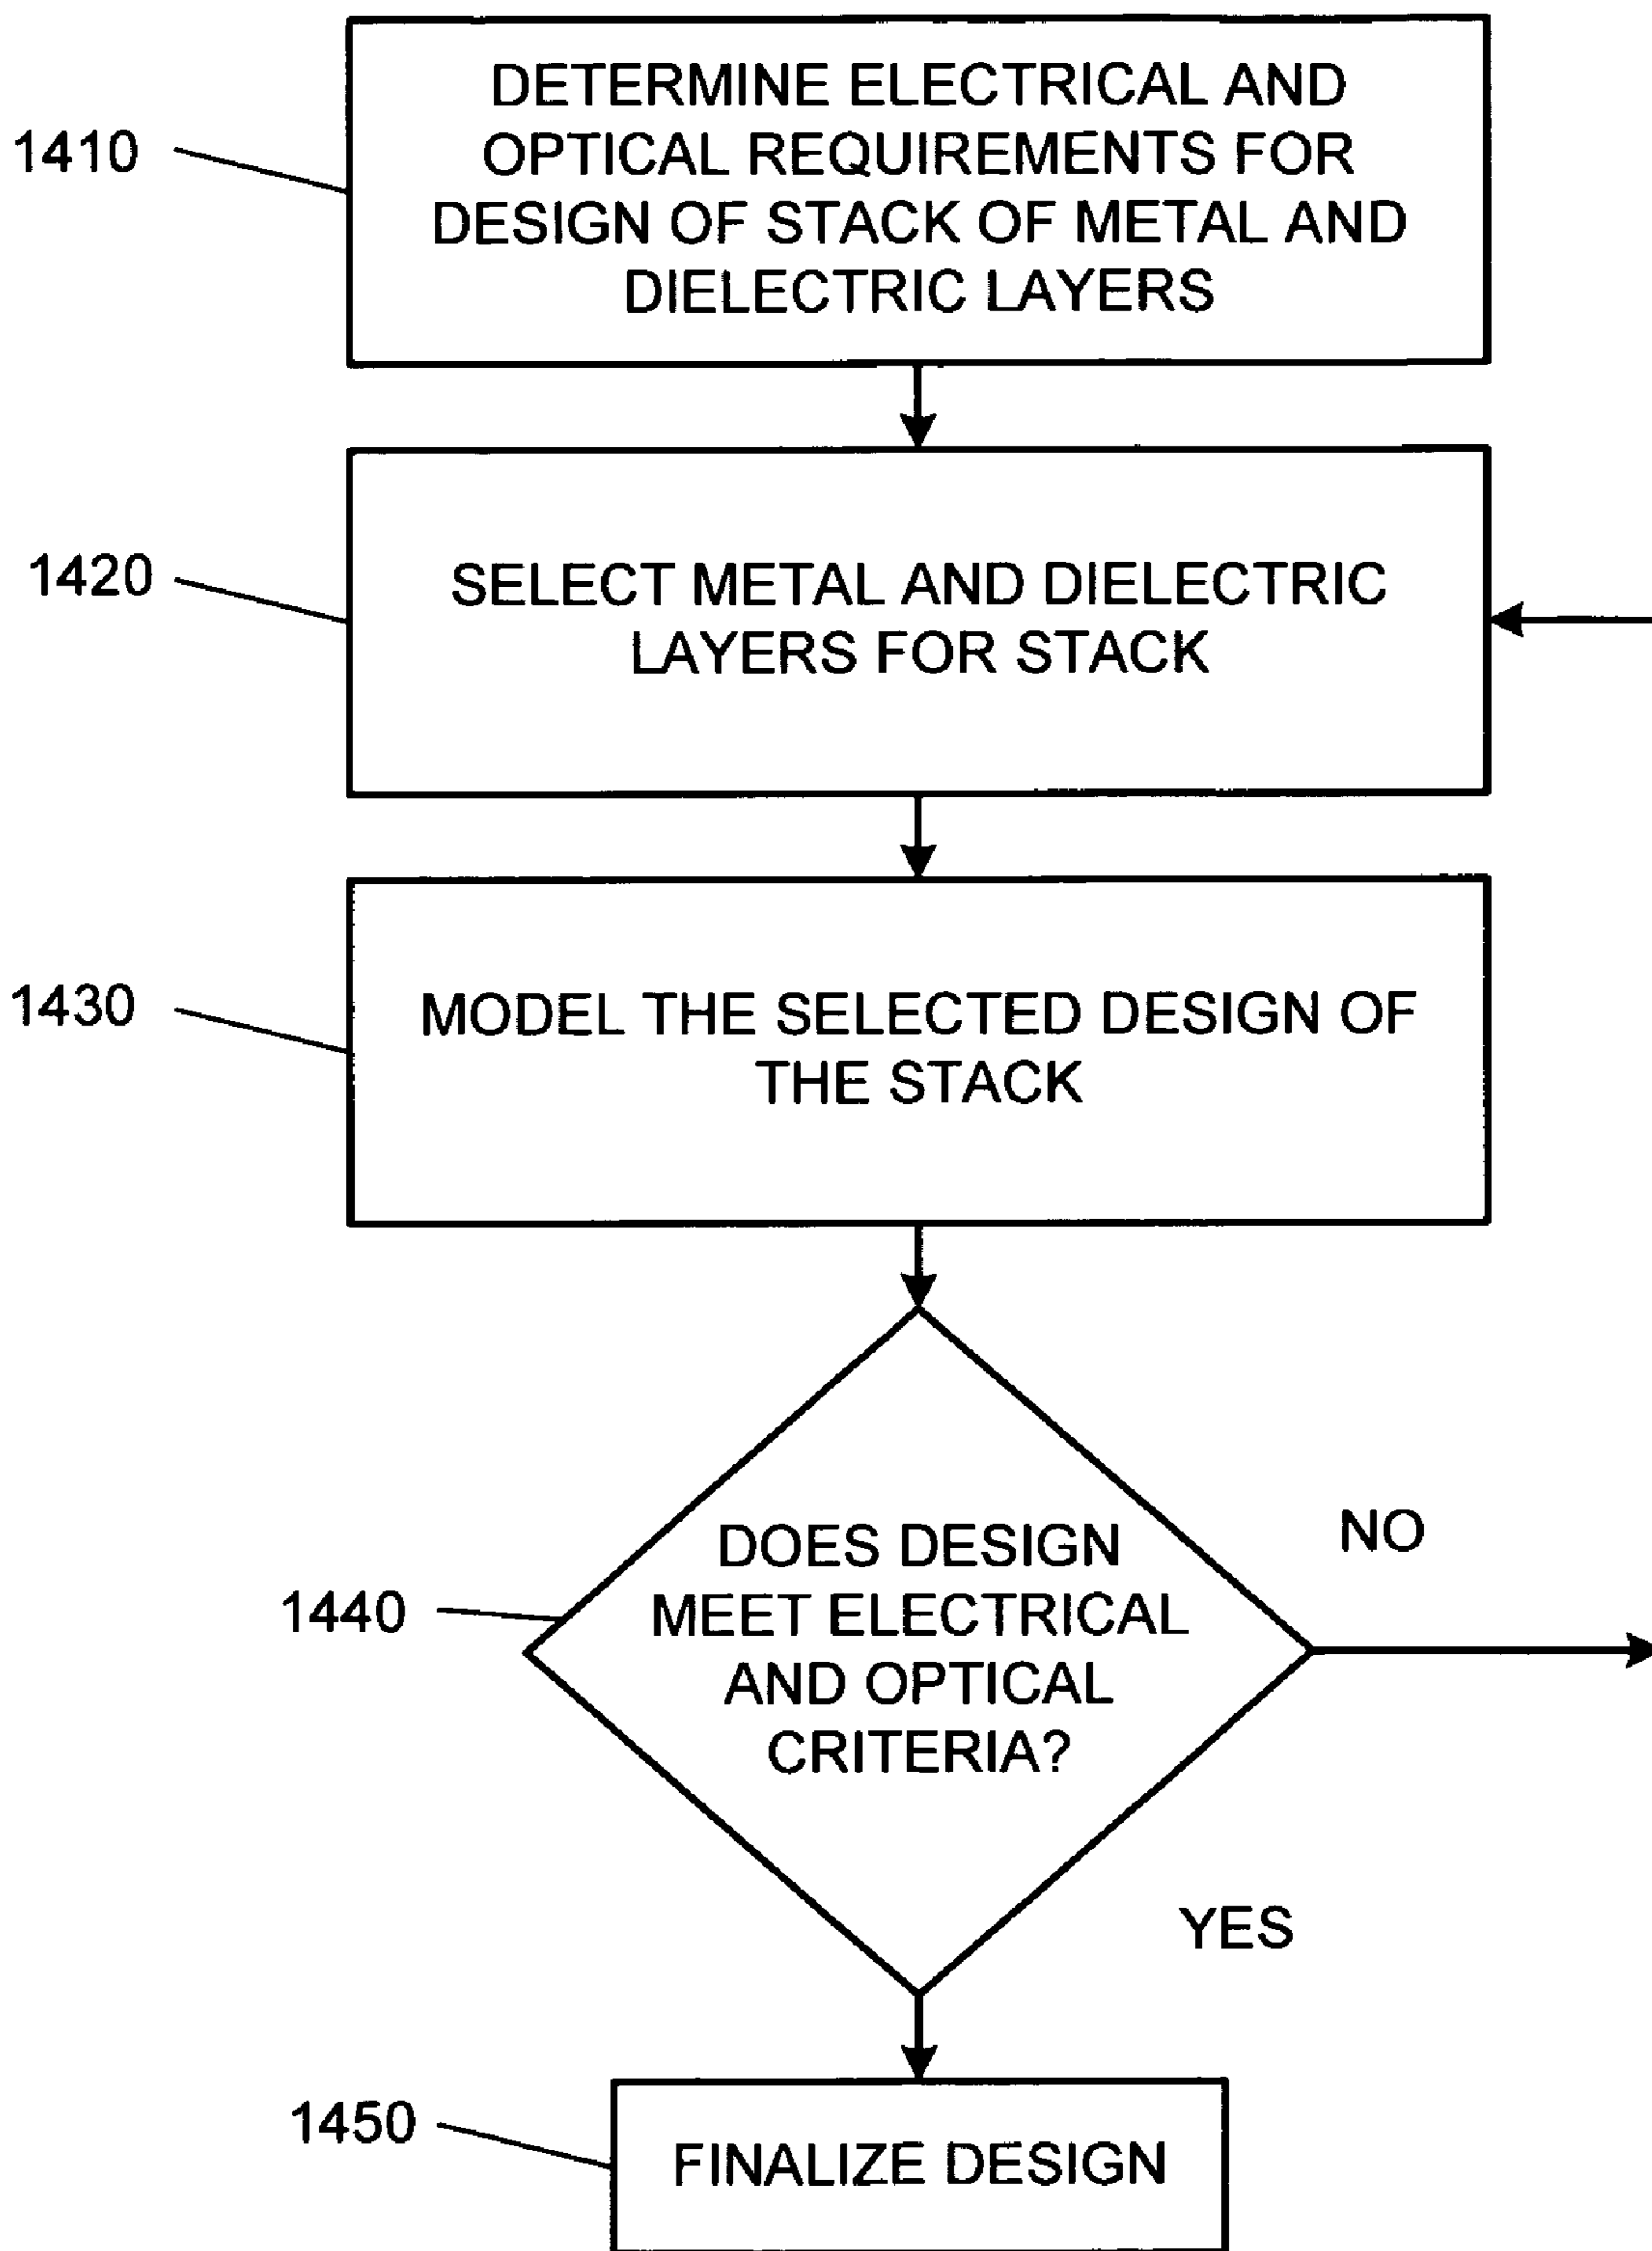 1410
DETERMINE ELECTRICAL AND
OPTICAL REQUIREMENTS FOR
DESIGN OF STACK OF METAL AND
DIELECTRIC LAYERS
1420
SELECT METAL AND DIELECTRIC
LAYERS FOR STACK
1430
MODEL THE SELECTED DESIGN OF
THE STACK
1440
DOES DESIGN
MEET ELECTRICAL
AND OPTICAL
CRITERIA?
NO
YES
1450
FINALIZE DESIGN